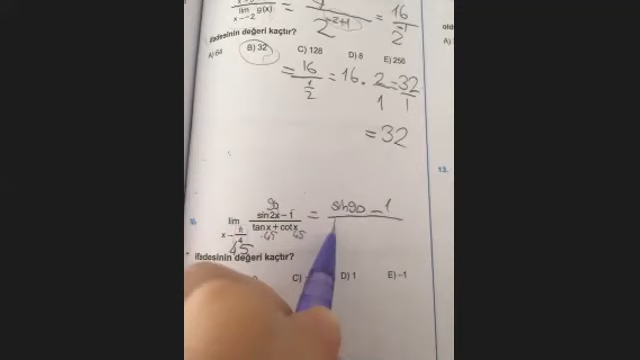 lim g(x) = = 16
x→-2 2^-2+1 2^-1
ifadesinin değeri kaçtır?
A) 64 B) 32 C) 128 D) 8 E) 256
= 16 / 1/2 = 16 · 2/1 = 32/1
= 32
13.
90
lim sin2x-1 / tanx+cotx = sin90-1
x→π/4 45 45
45
ifadesinin değeri kaçtır?
C) D) 1 E) -1